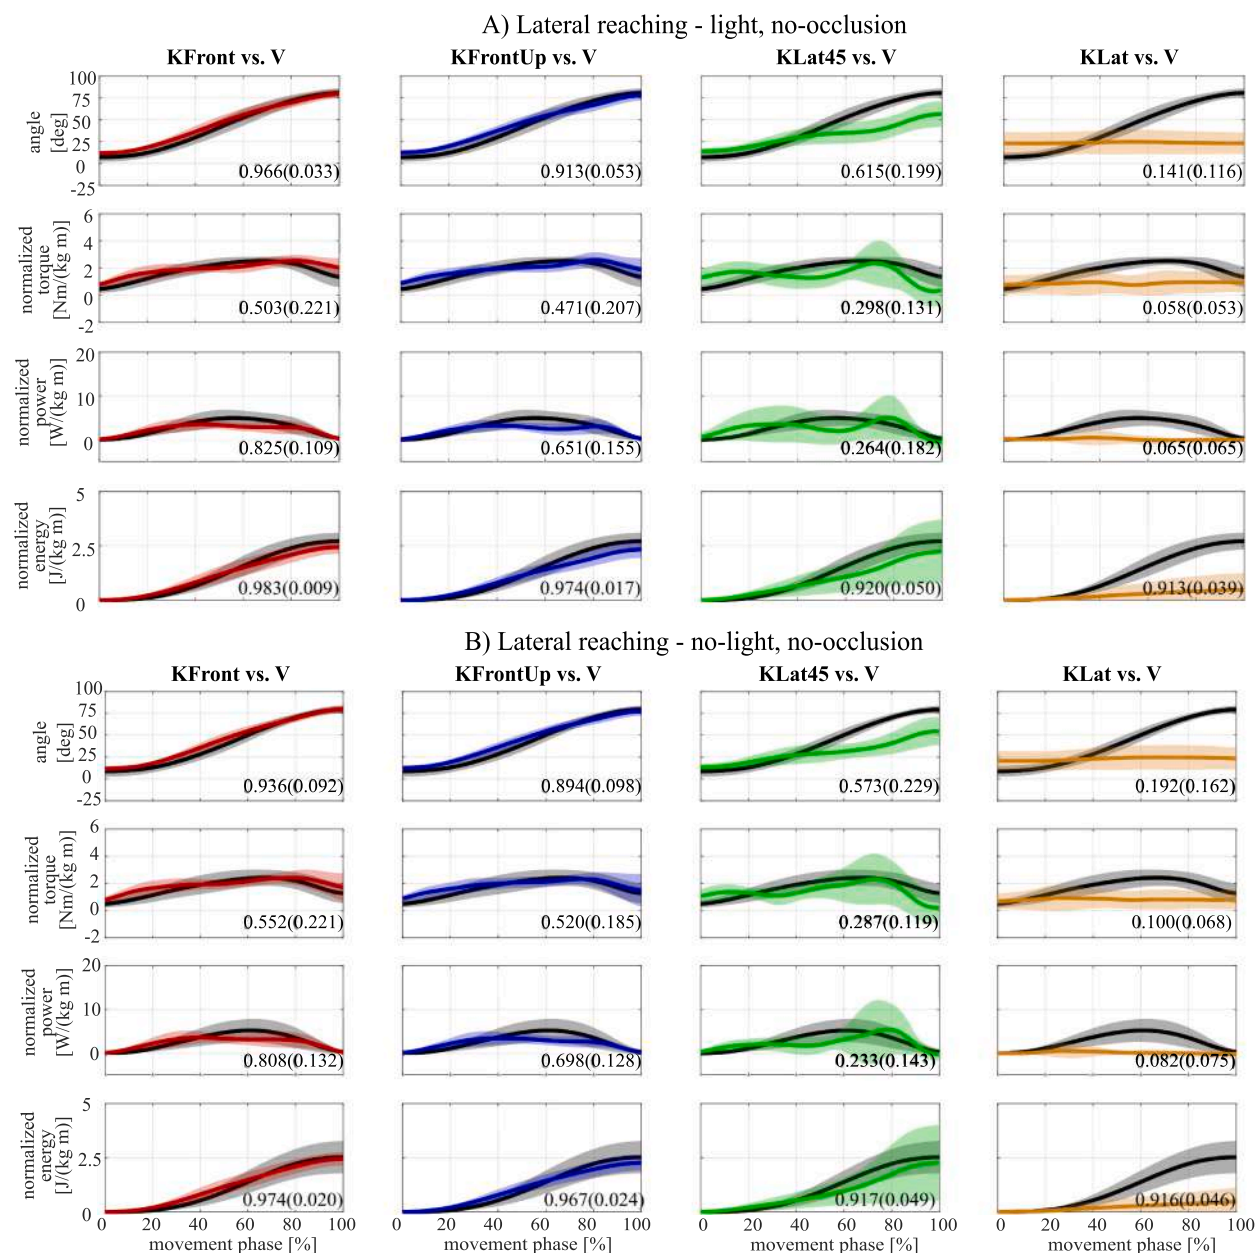 A) Lateral reaching - light, no-occlusion
KFront vs. V
KFrontUp vs. V
KLat45 vs. V
KLat vs. V
angle
[deg]
100
75
50
25
0
-25
0.966(0.033)
0.913(0.053)
0.615(0.199)
0.141(0.116)
normalized
torque
[Nm/(kg m)]
6
4
2
0
-2
0.503(0.221)
0.471(0.207)
0.298(0.131)
0.058(0.053)
normalized
power
[W/(kg m)]
20
10
0
0.825(0.109)
0.651(0.155)
0.264(0.182)
0.065(0.065)
normalized
energy
[J/(kg m)]
5
2.5
0
0.983(0.009)
0.974(0.017)
0.920(0.050)
0.913(0.039)
B) Lateral reaching - no-light, no-occlusion
KFront vs. V
KFrontUp vs. V
KLat45 vs. V
KLat vs. V
angle
[deg]
100
75
50
25
0
-25
0.936(0.092)
0.894(0.098)
0.573(0.229)
0.192(0.162)
normalized
torque
[Nm/(kg m)]
6
4
2
0
-2
0.552(0.221)
0.520(0.185)
0.287(0.119)
0.100(0.068)
normalized
power
[W/(kg m)]
20
10
0
0.808(0.132)
0.698(0.128)
0.233(0.143)
0.082(0.075)
normalized
energy
[J/(kg m)]
5
2.5
0
0.974(0.020)
0.967(0.024)
0.917(0.049)
0.916(0.046)
0 20 40 60 80 100
0 20 40 60 80 100
0 20 40 60 80 100
0 20 40 60 80 100
movement phase [%]
movement phase [%]
movement phase [%]
movement phase [%]